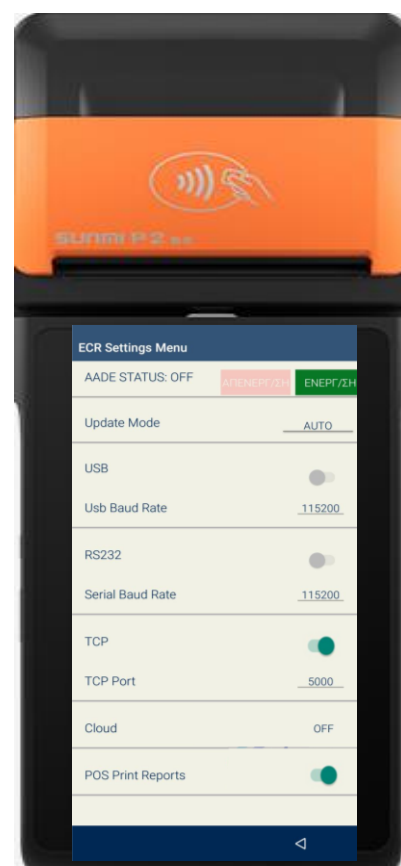 SUNMI P2
ECR Settings Menu
AADE STATUS: OFF ΑΠΕΝΕΡΓ/ΣΗ ΕΝΕΡΓ/ΣΗ
Update Mode AUTO
USB
Usb Baud Rate 115200
RS232
Serial Baud Rate 115200
TCP
TCP Port 5000
Cloud OFF
POS Print Reports